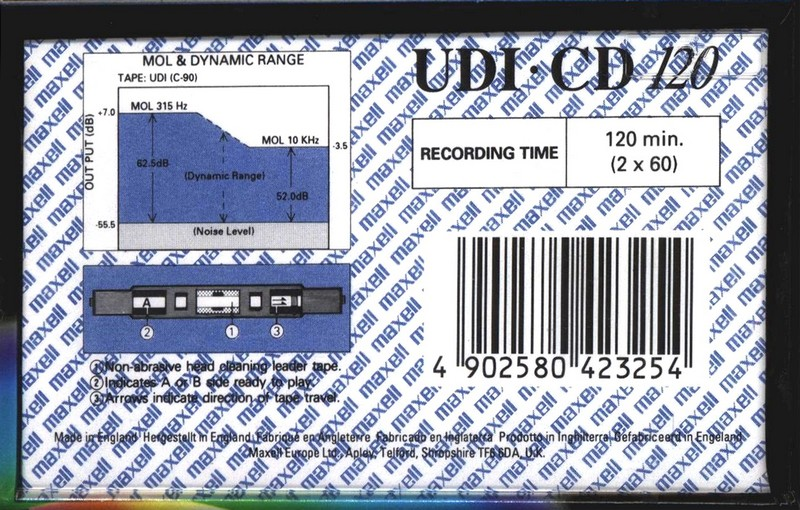 MOL & DYNAMIC RANGE
TAPE: UDI (C-90)
OUT PUT (dB)
+7.0
MOL 315 Hz
MOL 10 KHz
-3.5
62.5dB
(Dynamic Range)
52.0dB
-55.5
(Noise Level)
A
② ① ③
①Non-abrasive head cleaning leader tape.
②Indicates A or B side ready to play.
③Arrows indicate direction of tape travel.
UDI·CD 120
RECORDING TIME
120 min.
(2 x 60)
4 902580 423254
Made in England Hergestellt in England Fabriqué en Angleterre Fabricado en Inglaterra Prodotto in Inghilterra Gefabriceerd in Engeland
Maxell Europe Ltd., Apley, Telford, Shropshire TF6 6DA, U.K.
maxell